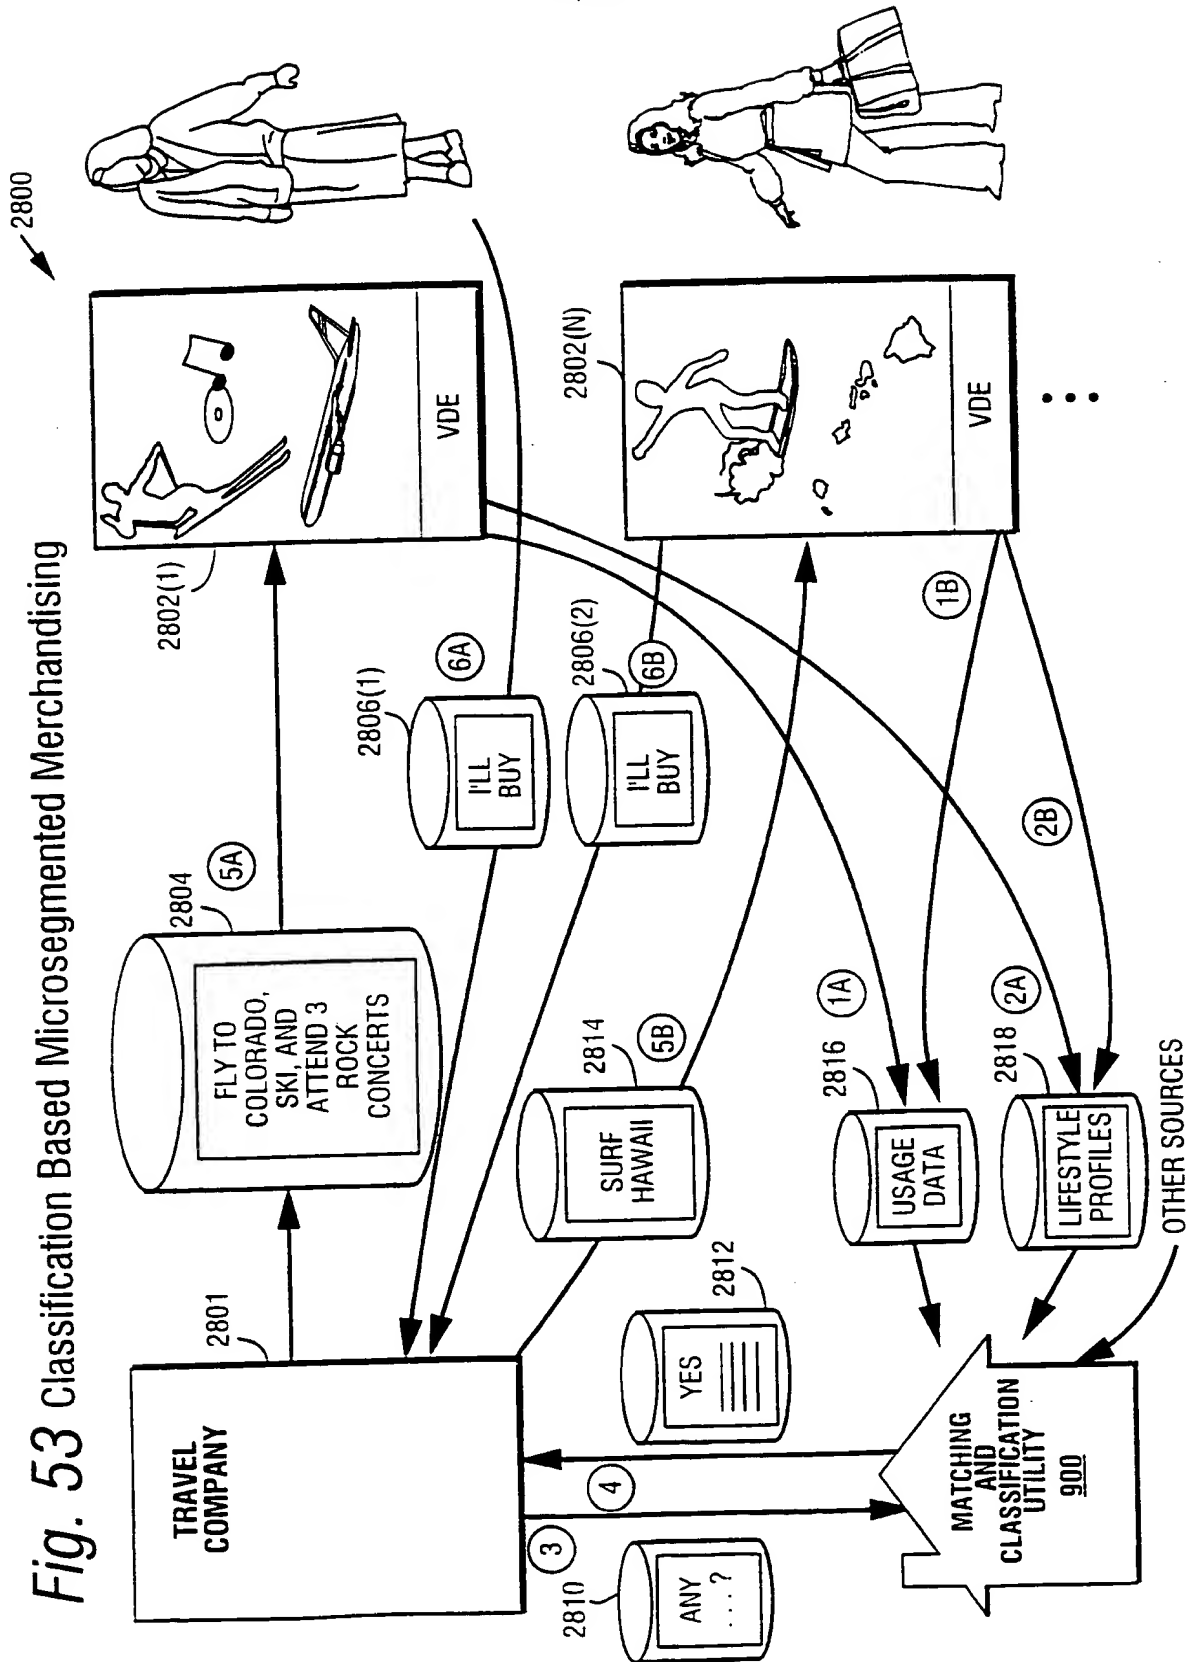 Fig. 53 Classification Based Microsegmented Merchandising
2800
2801
TRAVEL
COMPANY
2804
5A
FLY TO
COLORADO,
SKI, AND
ATTEND 3
ROCK
CONCERTS
2802(1)
VDE
2806(1)
6A
I'LL
BUY
2806(2)
6B
I'LL
BUY
2802(N)
VDE
2814
5B
SURF
HAWAII
1B
2B
1A
2A
2810
ANY
....?
3
4
2812
YES
2816
USAGE
DATA
2818
LIFESTYLE
PROFILES
MATCHING
AND
CLASSIFICATION
UTILITY
900
OTHER SOURCES